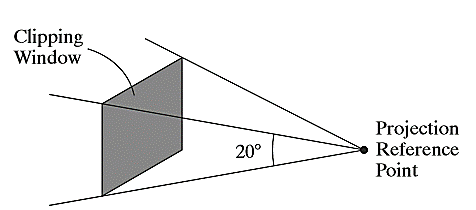 Clipping
Window
20°
Projection
Reference
Point